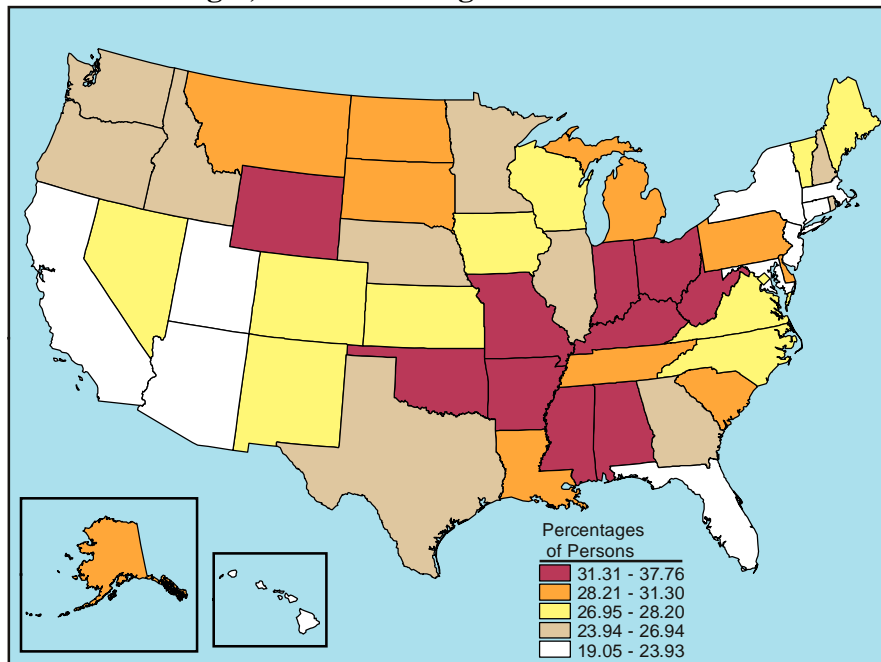 Percentages
of Persons
31.31 - 37.76
28.21 - 31.30
26.95 - 28.20
23.94 - 26.94
19.05 - 23.93